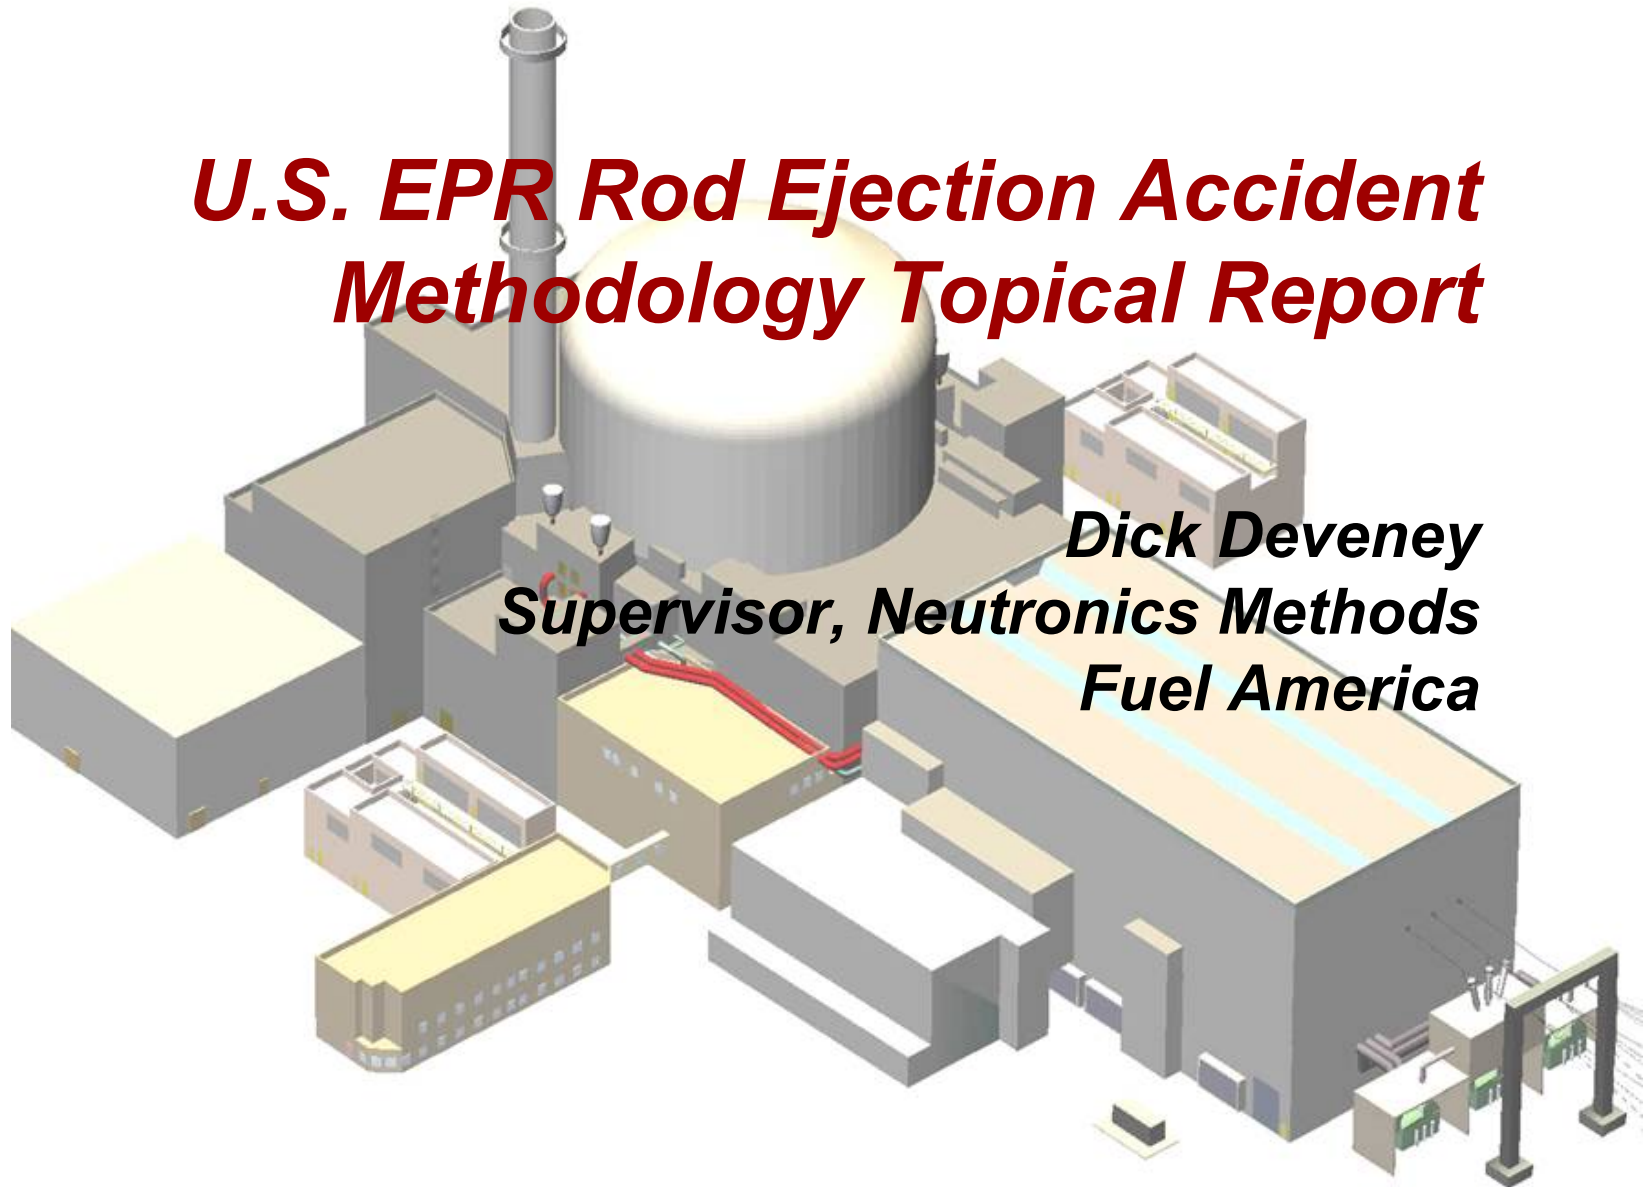 U.S. EPR Rod Ejection Accident
Methodology Topical Report
Dick Deveney
Supervisor, Neutronics Methods
Fuel America